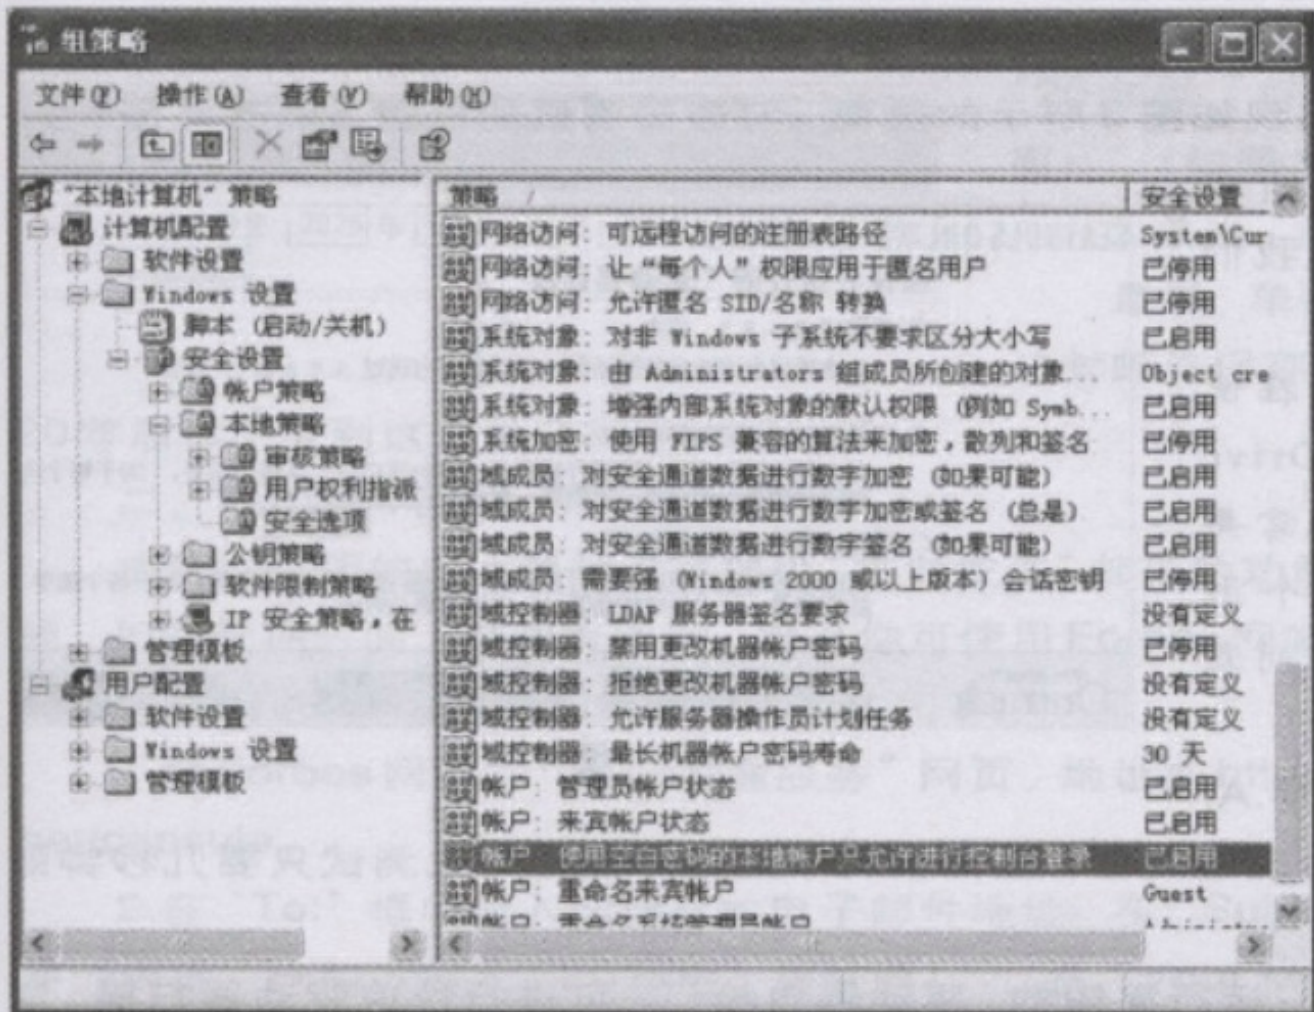 组策略
文件(F) 操作(A) 查看(V) 帮助(H)
"本地计算机" 策略
计算机配置
软件设置
Windows 设置
脚本 (启动/关机)
安全设置
帐户策略
本地策略
审核策略
用户权利指派
安全选项
公钥策略
软件限制策略
IP 安全策略，在
管理模板
用户配置
软件设置
Windows 设置
管理模板
策略 / 安全设置
网络访问: 可远程访问的注册表路径 System\Cur
网络访问: 让“每个人”权限应用于匿名用户 已停用
网络访问: 允许匿名 SID/名称 转换 已停用
系统对象: 对非 Windows 子系统不要求区分大小写 已启用
系统对象: 由 Administrators 组成员所创建的对象... Object cre
系统对象: 增强内部系统对象的默认权限 (例如 Symb... 已启用
系统加密: 使用 FIPS 兼容的算法来加密，散列和签名 已停用
域成员: 对安全通道数据进行数字加密 (如果可能) 已启用
域成员: 对安全通道数据进行数字加密或签名 (总是) 已启用
域成员: 对安全通道数据进行数字签名 (如果可能) 已启用
域成员: 需要强 (Windows 2000 或以上版本) 会话密钥 已停用
域控制器: LDAP 服务器签名要求 没有定义
域控制器: 禁用更改机器帐户密码 已停用
域控制器: 拒绝更改机器帐户密码 没有定义
域控制器: 允许服务器操作员计划任务 没有定义
域控制器: 最长机器帐户密码寿命 30 天
帐户: 管理员帐户状态 已启用
帐户: 来宾帐户状态 已启用
帐户: 使用空白密码的本地帐户只允许进行控制台登录 已启用
帐户: 重命名来宾帐户 Guest
帐户: 重命名系统管理员帐户